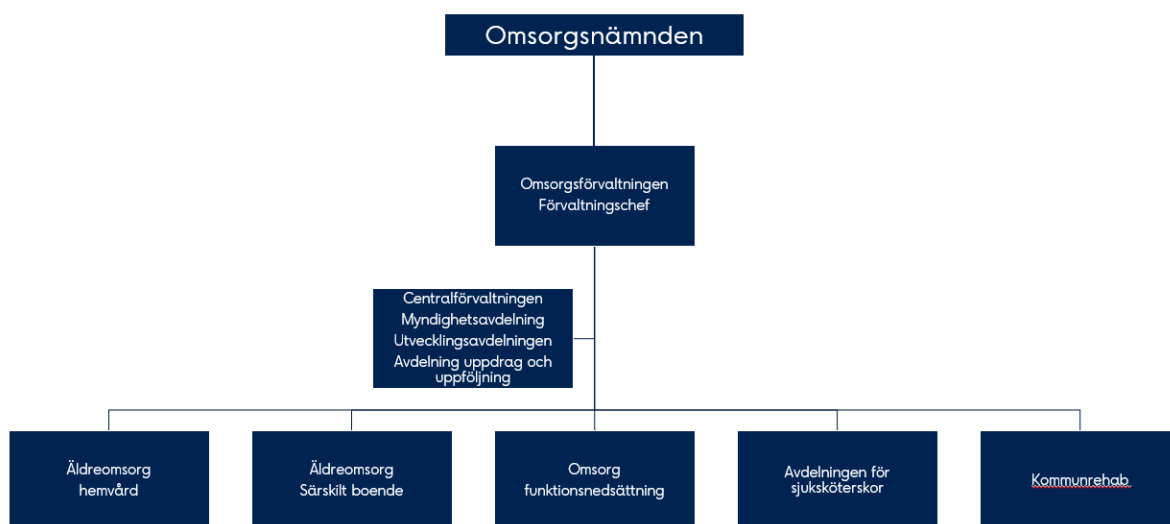 Omsorgsnämnden
Omsorgsförvaltningen
Förvaltningschef
Centralförvaltningen
Myndighetsavdelning
Utvecklingsavdelningen
Avdelning uppdrag och
uppföljning
Äldreomsorg
hemvård
Äldreomsorg
Särskilt boende
Omsorg
funktionsnedsättning
Avdelningen för
sjuksköterskor
Kommunrehab